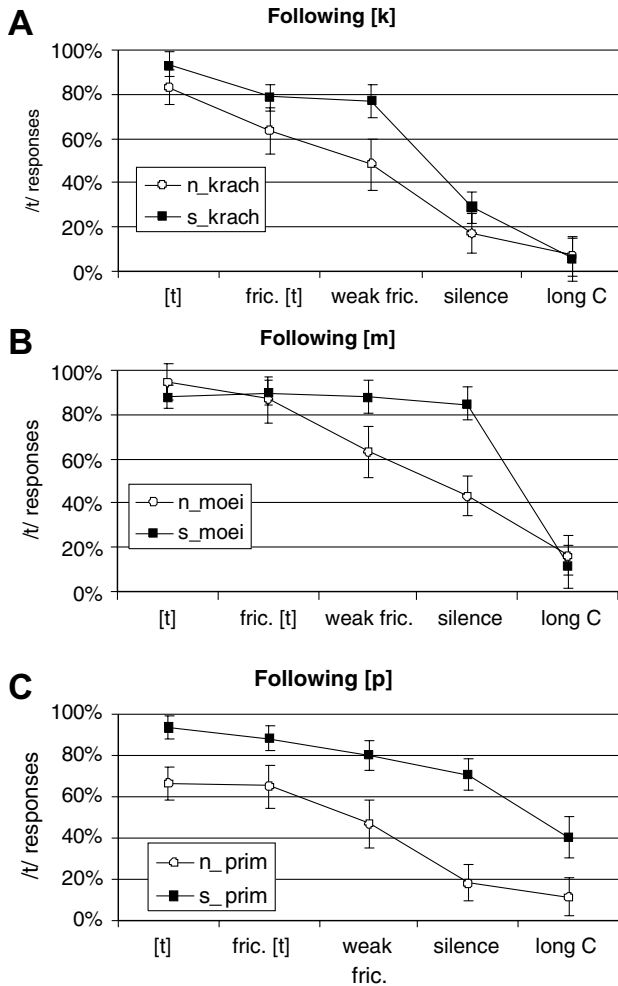 A
Following [k]
100%
80%
60%
40%
20%
0%
/t/ responses
n_krach
s_krach
[t] fric. [t] weak fric. silence long C
B
Following [m]
100%
80%
60%
40%
20%
0%
/t/ responses
n_moei
s_moei
[t] fric. [t] weak fric. silence long C
C
Following [p]
100%
80%
60%
40%
20%
0%
/t/ responses
n_prim
s_prim
[t] fric. [t] weak silence long C
fric.